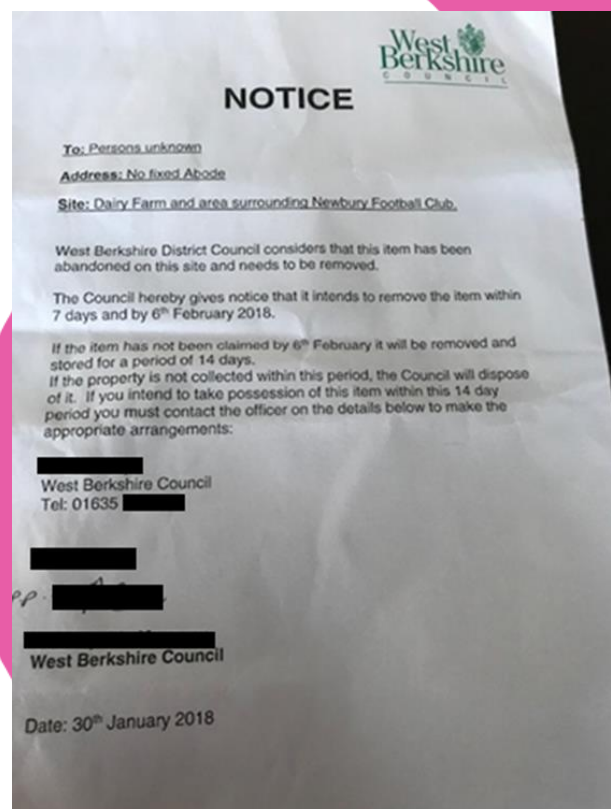 West
Berkshire
COUNCIL
NOTICE
To: Persons unknown
Address: No fixed Abode
Site: Dairy Farm and area surrounding Newbury Football Club.
West Berkshire District Council considers that this item has been
abandoned on this site and needs to be removed.
The Council hereby gives notice that it intends to remove the item within
7 days and by 6th February 2018.
If the item has not been claimed by 6th February it will be removed and
stored for a period of 14 days.
If the property is not collected within this period, the Council will dispose
of it. If you intend to take possession of this item within this 14 day
period you must contact the officer on the details below to make the
appropriate arrangements:
West Berkshire Council
Tel: 01635
pp.
West Berkshire Council
Date: 30th January 2018